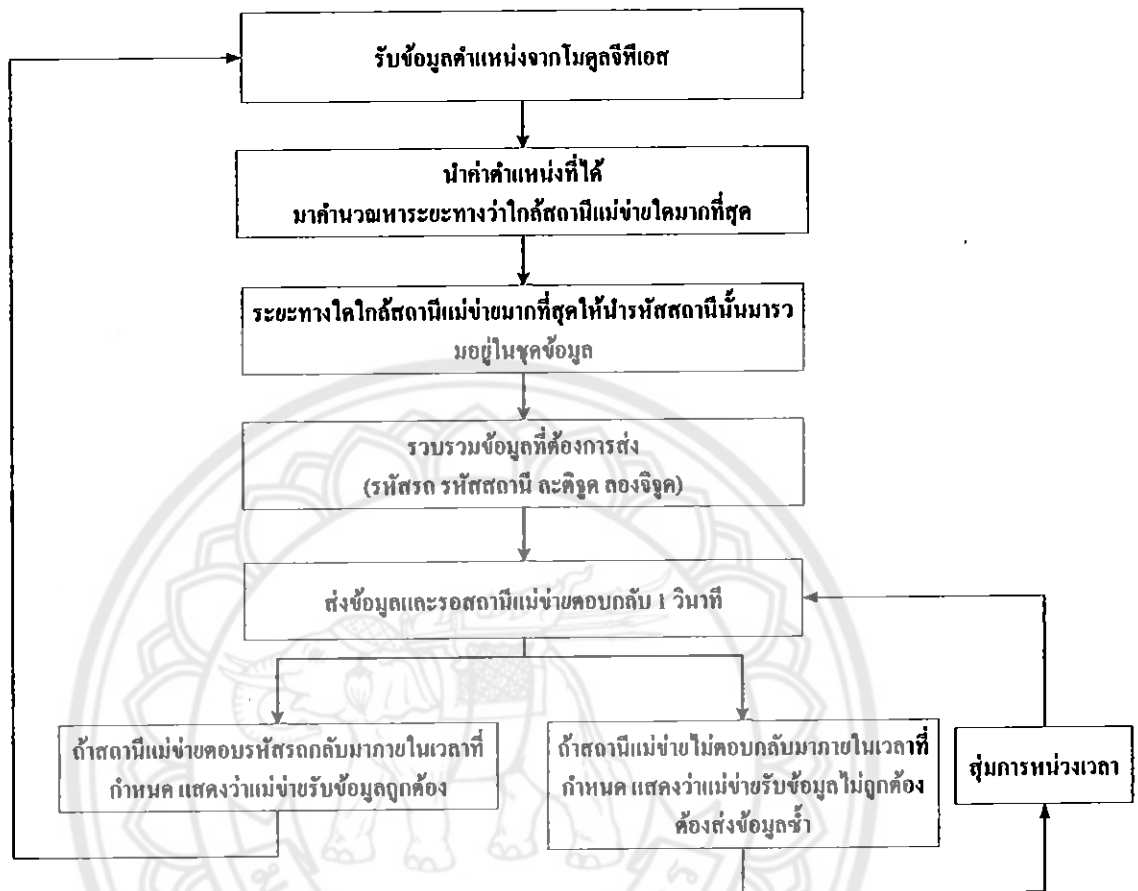 รับข้อมูลตำแหน่งจากโมดูลจีพีเอส
นำค่าตำแหน่งที่ได้
มาคำนวณหาระยะทางว่าใกล้สถานีแม่ข่ายใดมากที่สุด
ระยะทางใดใกล้สถานีแม่ข่ายมากที่สุดให้นำรหัสสถานีนั้นมารว
มอยู่ในชุดข้อมูล
รวบรวมข้อมูลที่ต้องการส่ง
(รหัสรถ รหัสสถานี ละติจูด ลองจิจูด)
ส่งข้อมูลและรอสถานีแม่ข่ายตอบกลับ 1 วินาที
ถ้าสถานีแม่ข่ายตอบรหัสรถกลับมาภายในเวลาที่
กำหนด แสดงว่าแม่ข่ายรับข้อมูลถูกต้อง
ถ้าสถานีแม่ข่ายไม่ตอบกลับมาภายในเวลาที่
กำหนด แสดงว่าแม่ข่ายรับข้อมูลไม่ถูกต้อง
ต้องส่งข้อมูลซ้ำ
สุ่มการหน่วงเวลา